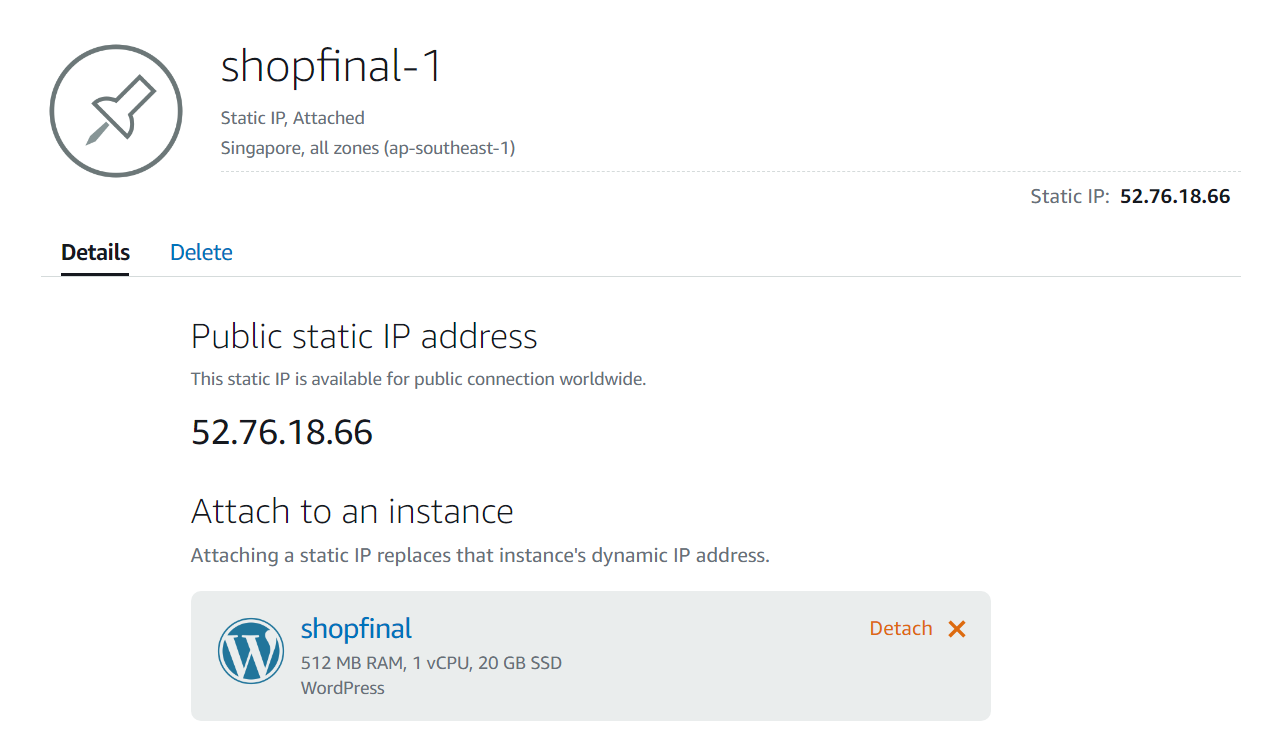 shopfinal-1
Static IP, Attached
Singapore, all zones (ap-southeast-1)
Static IP: 52.76.18.66
Details Delete
Public static IP address
This static IP is available for public connection worldwide.
52.76.18.66
Attach to an instance
Attaching a static IP replaces that instance's dynamic IP address.
shopfinal Detach
512 MB RAM, 1 vCPU, 20 GB SSD
WordPress